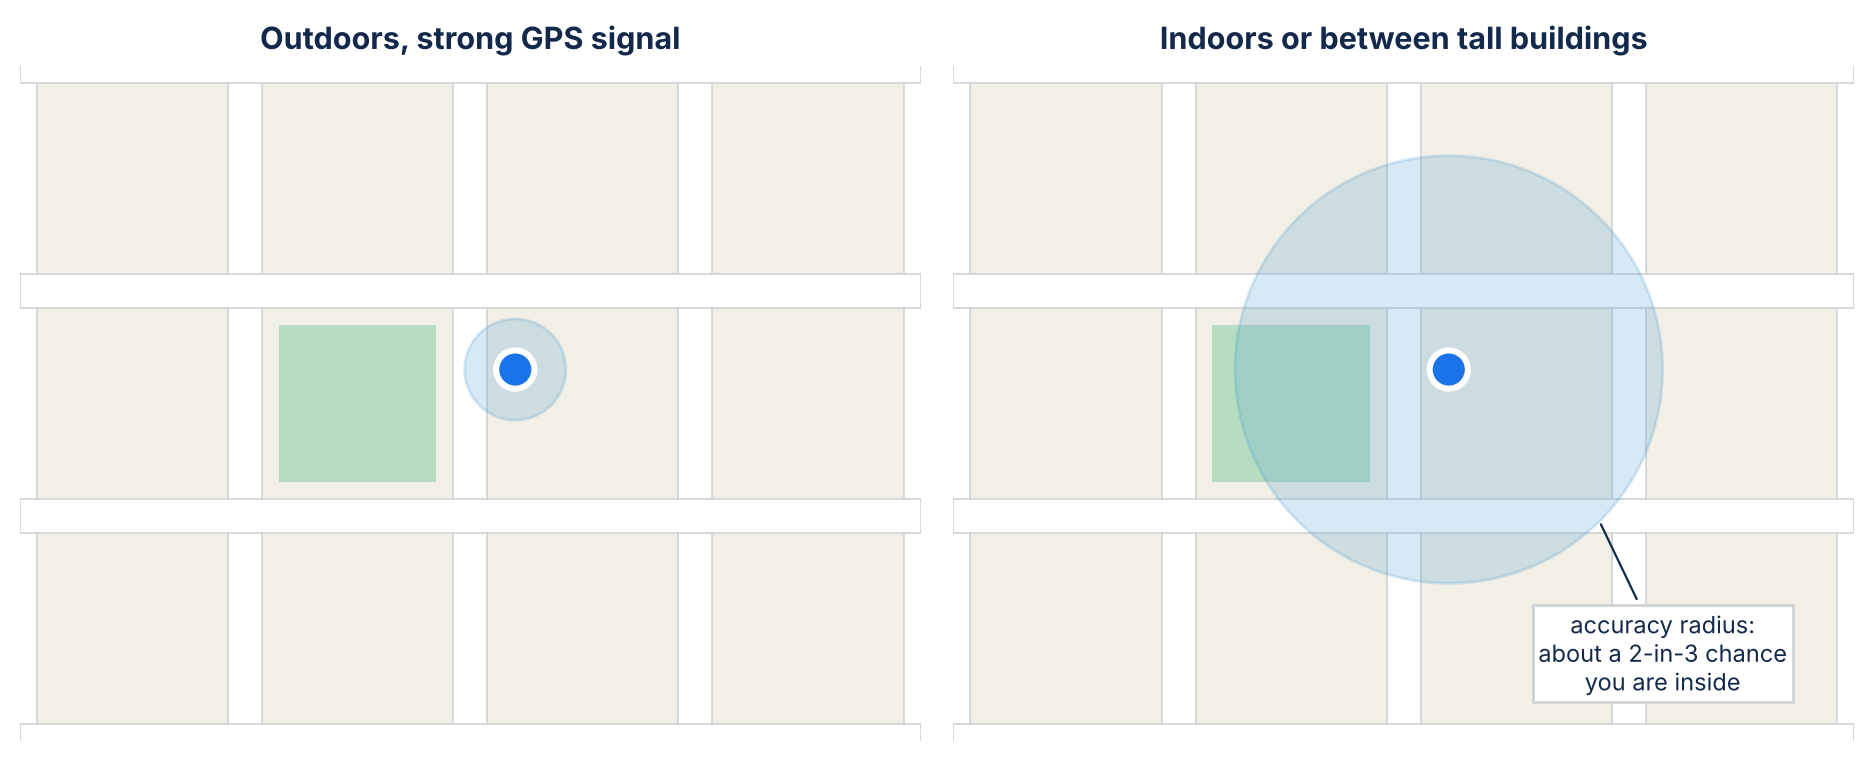 Outdoors, strong GPS signal
Indoors or between tall buildings
accuracy radius:
about a 2-in-3 chance
you are inside